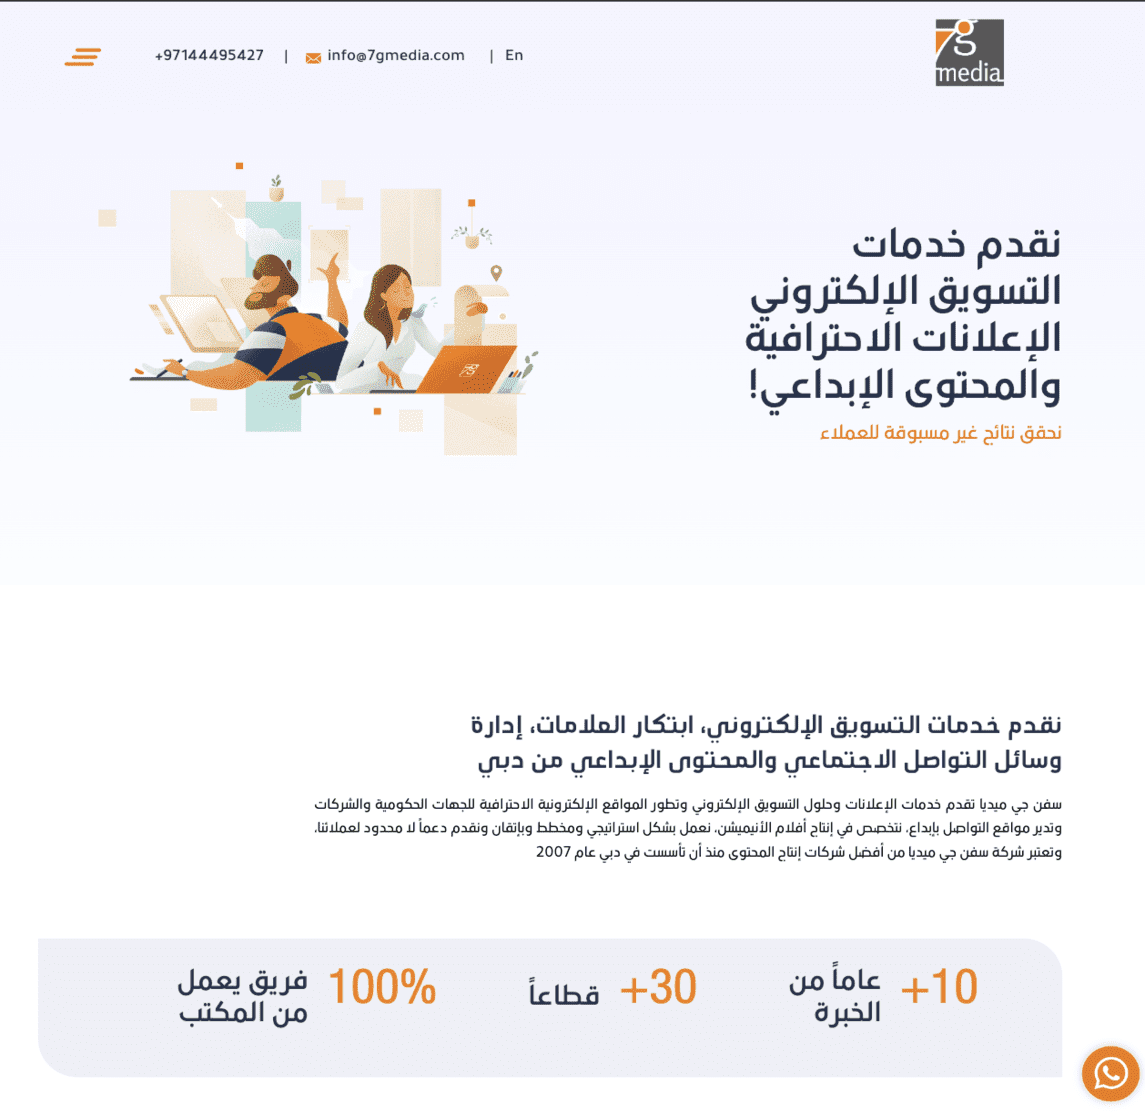 7g
media
En | info@7gmedia.com | +97144495427
نقدم خدمات
التسويق الإلكتروني
الإعلانات الاحترافية
والمحتوى الإبداعي!
نحقق نتائج غير مسبوقة للعملاء
7g
نقدم خدمات التسويق الإلكتروني، ابتكار العلامات، إدارة
وسائل التواصل الاجتماعي والمحتوى الإبداعي من دبي
سفن جي ميديا تقدم خدمات الإعلانات وحلول التسويق الإلكتروني وتطور المواقع الإلكترونية الاحترافية للجهات الحكومية والشركات
وتدير مواقع التواصل بإبداع، نتخصص في إنتاج أفلام الأنيميشن، نعمل بشكل استراتيجي ومخطط وبإتقان ونقدم دعماً لا محدود لعملائنا،
وتعتبر شركة سفن جي ميديا من أفضل شركات إنتاج المحتوى منذ أن تأسست في دبي عام 2007
+10
عاماً من
الخبرة
+30
قطاعاً
100%
فريق يعمل
من المكتب